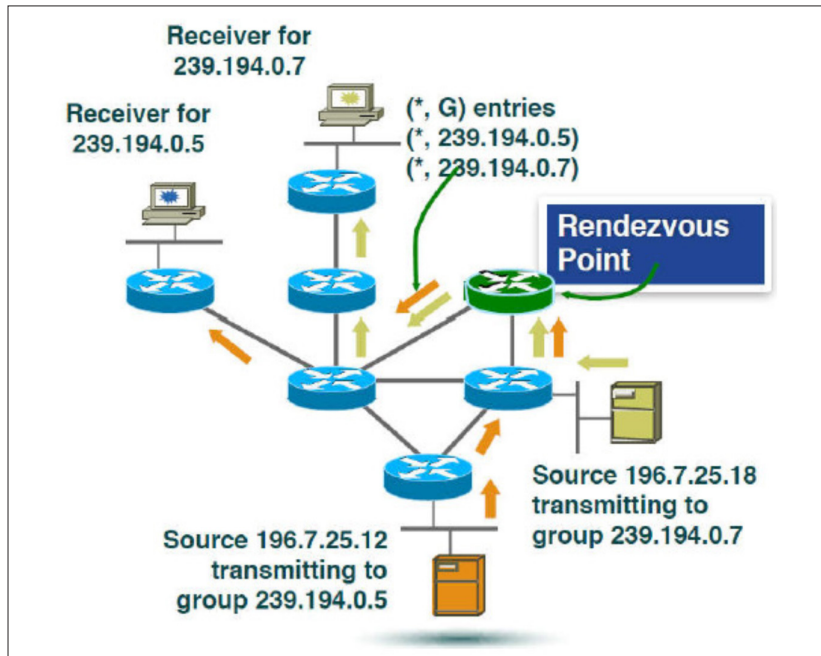 Receiver for
239.194.0.7
Receiver for
239.194.0.5
(*, G) entries
(*, 239.194.0.5)
(*, 239.194.0.7)
Rendezvous
Point
Source 196.7.25.18
transmitting to
group 239.194.0.7
Source 196.7.25.12
transmitting to
group 239.194.0.5